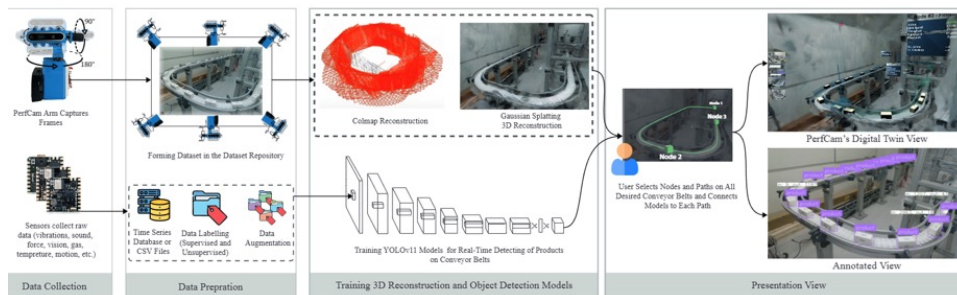 90°
180°
PerfCam Arm Captures
Frames
Sensors collect raw
data (vibrations, sound,
force, vision, gas,
tempreture, motion, etc.)
Data Collection
Forming Dataset in the Dataset Repository
Time Series
Database or
CSV Files
Data Labelling
(Supervised and
Unsupervised)
Data
Augmentation
Data Prepration
Colmap Reconstruction
Gaussian Splatting
3D Reconstruction
Training YOLOv11 Models for Real-Time Detecting of Products
on Conveyor Belts
Training 3D Reconstruction and Object Detection Models
Node 1
Node 3
Node 2
User Selects Nodes and Paths on All
Desired Conveyor Belts and Connects
Models to Each Path
PerfCam's Digital Twin View
Annotated View
Presentation View